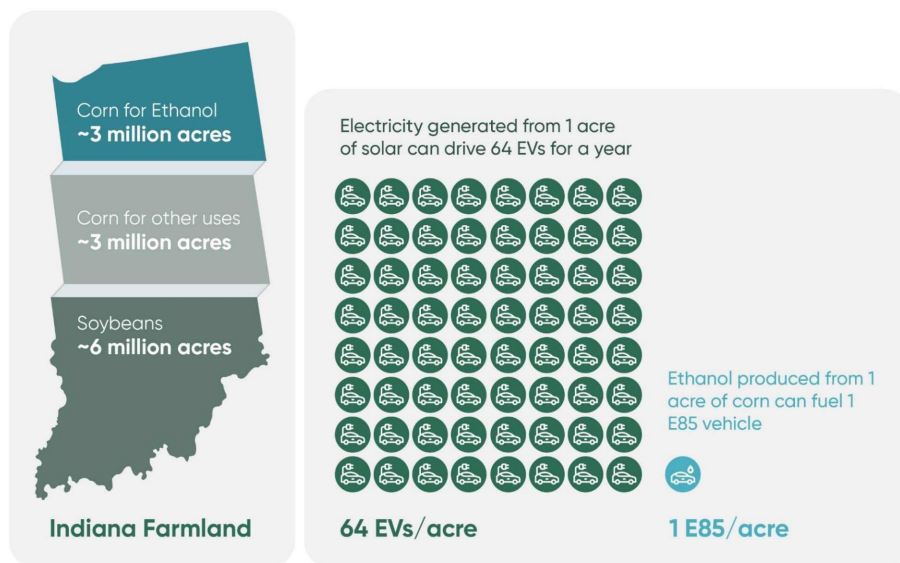 Corn for Ethanol
~3 million acres
Corn for other uses
~3 million acres
Soybeans
~6 million acres
Indiana Farmland
Electricity generated from 1 acre
of solar can drive 64 EVs for a year
64 EVs/acre
Ethanol produced from 1
acre of corn can fuel 1
E85 vehicle
1 E85/acre